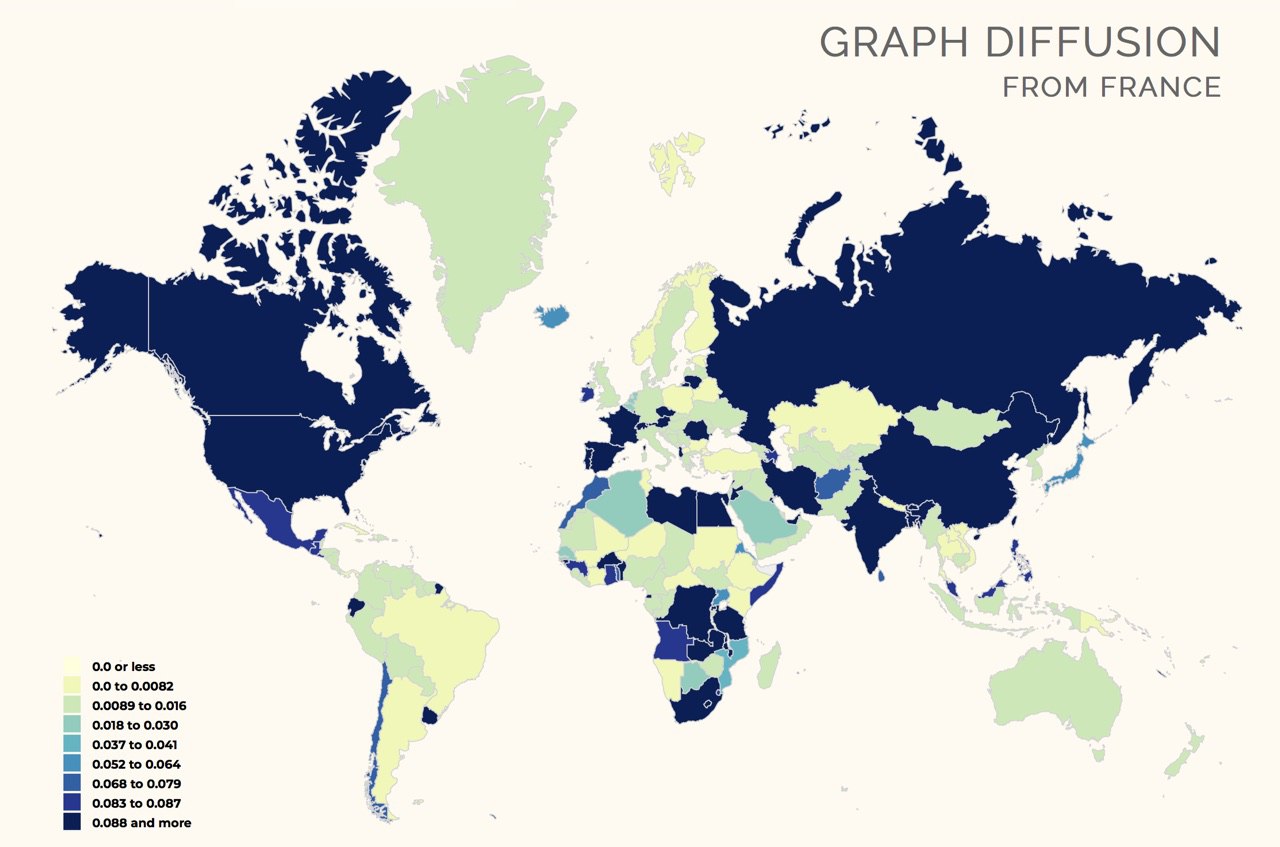 GRAPH DIFFUSION
FROM FRANCE
0.0 or less
0.0 to 0.0082
0.0089 to 0.016
0.018 to 0.030
0.037 to 0.041
0.052 to 0.064
0.068 to 0.079
0.083 to 0.087
0.088 and more